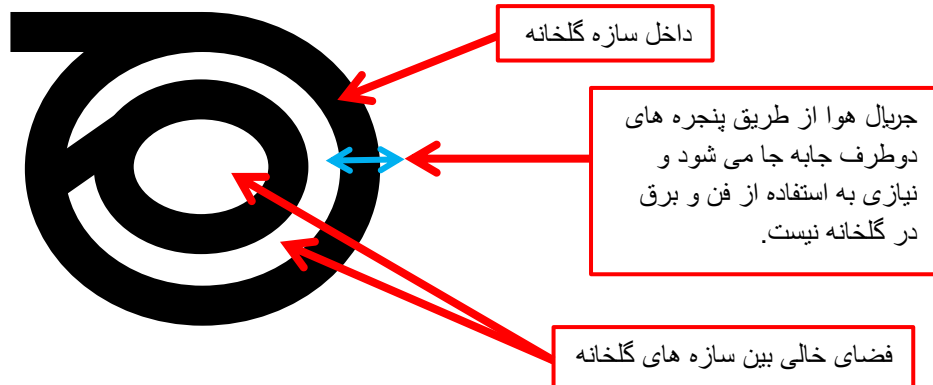 داخل سازه گلخانه
جریال هوا از طریق پنجره های
دوطرف جابه جا می شود و
نیازی به استفاده از فن و برق
در گلخانه نیست.
فضای خالی بین سازه های گلخانه